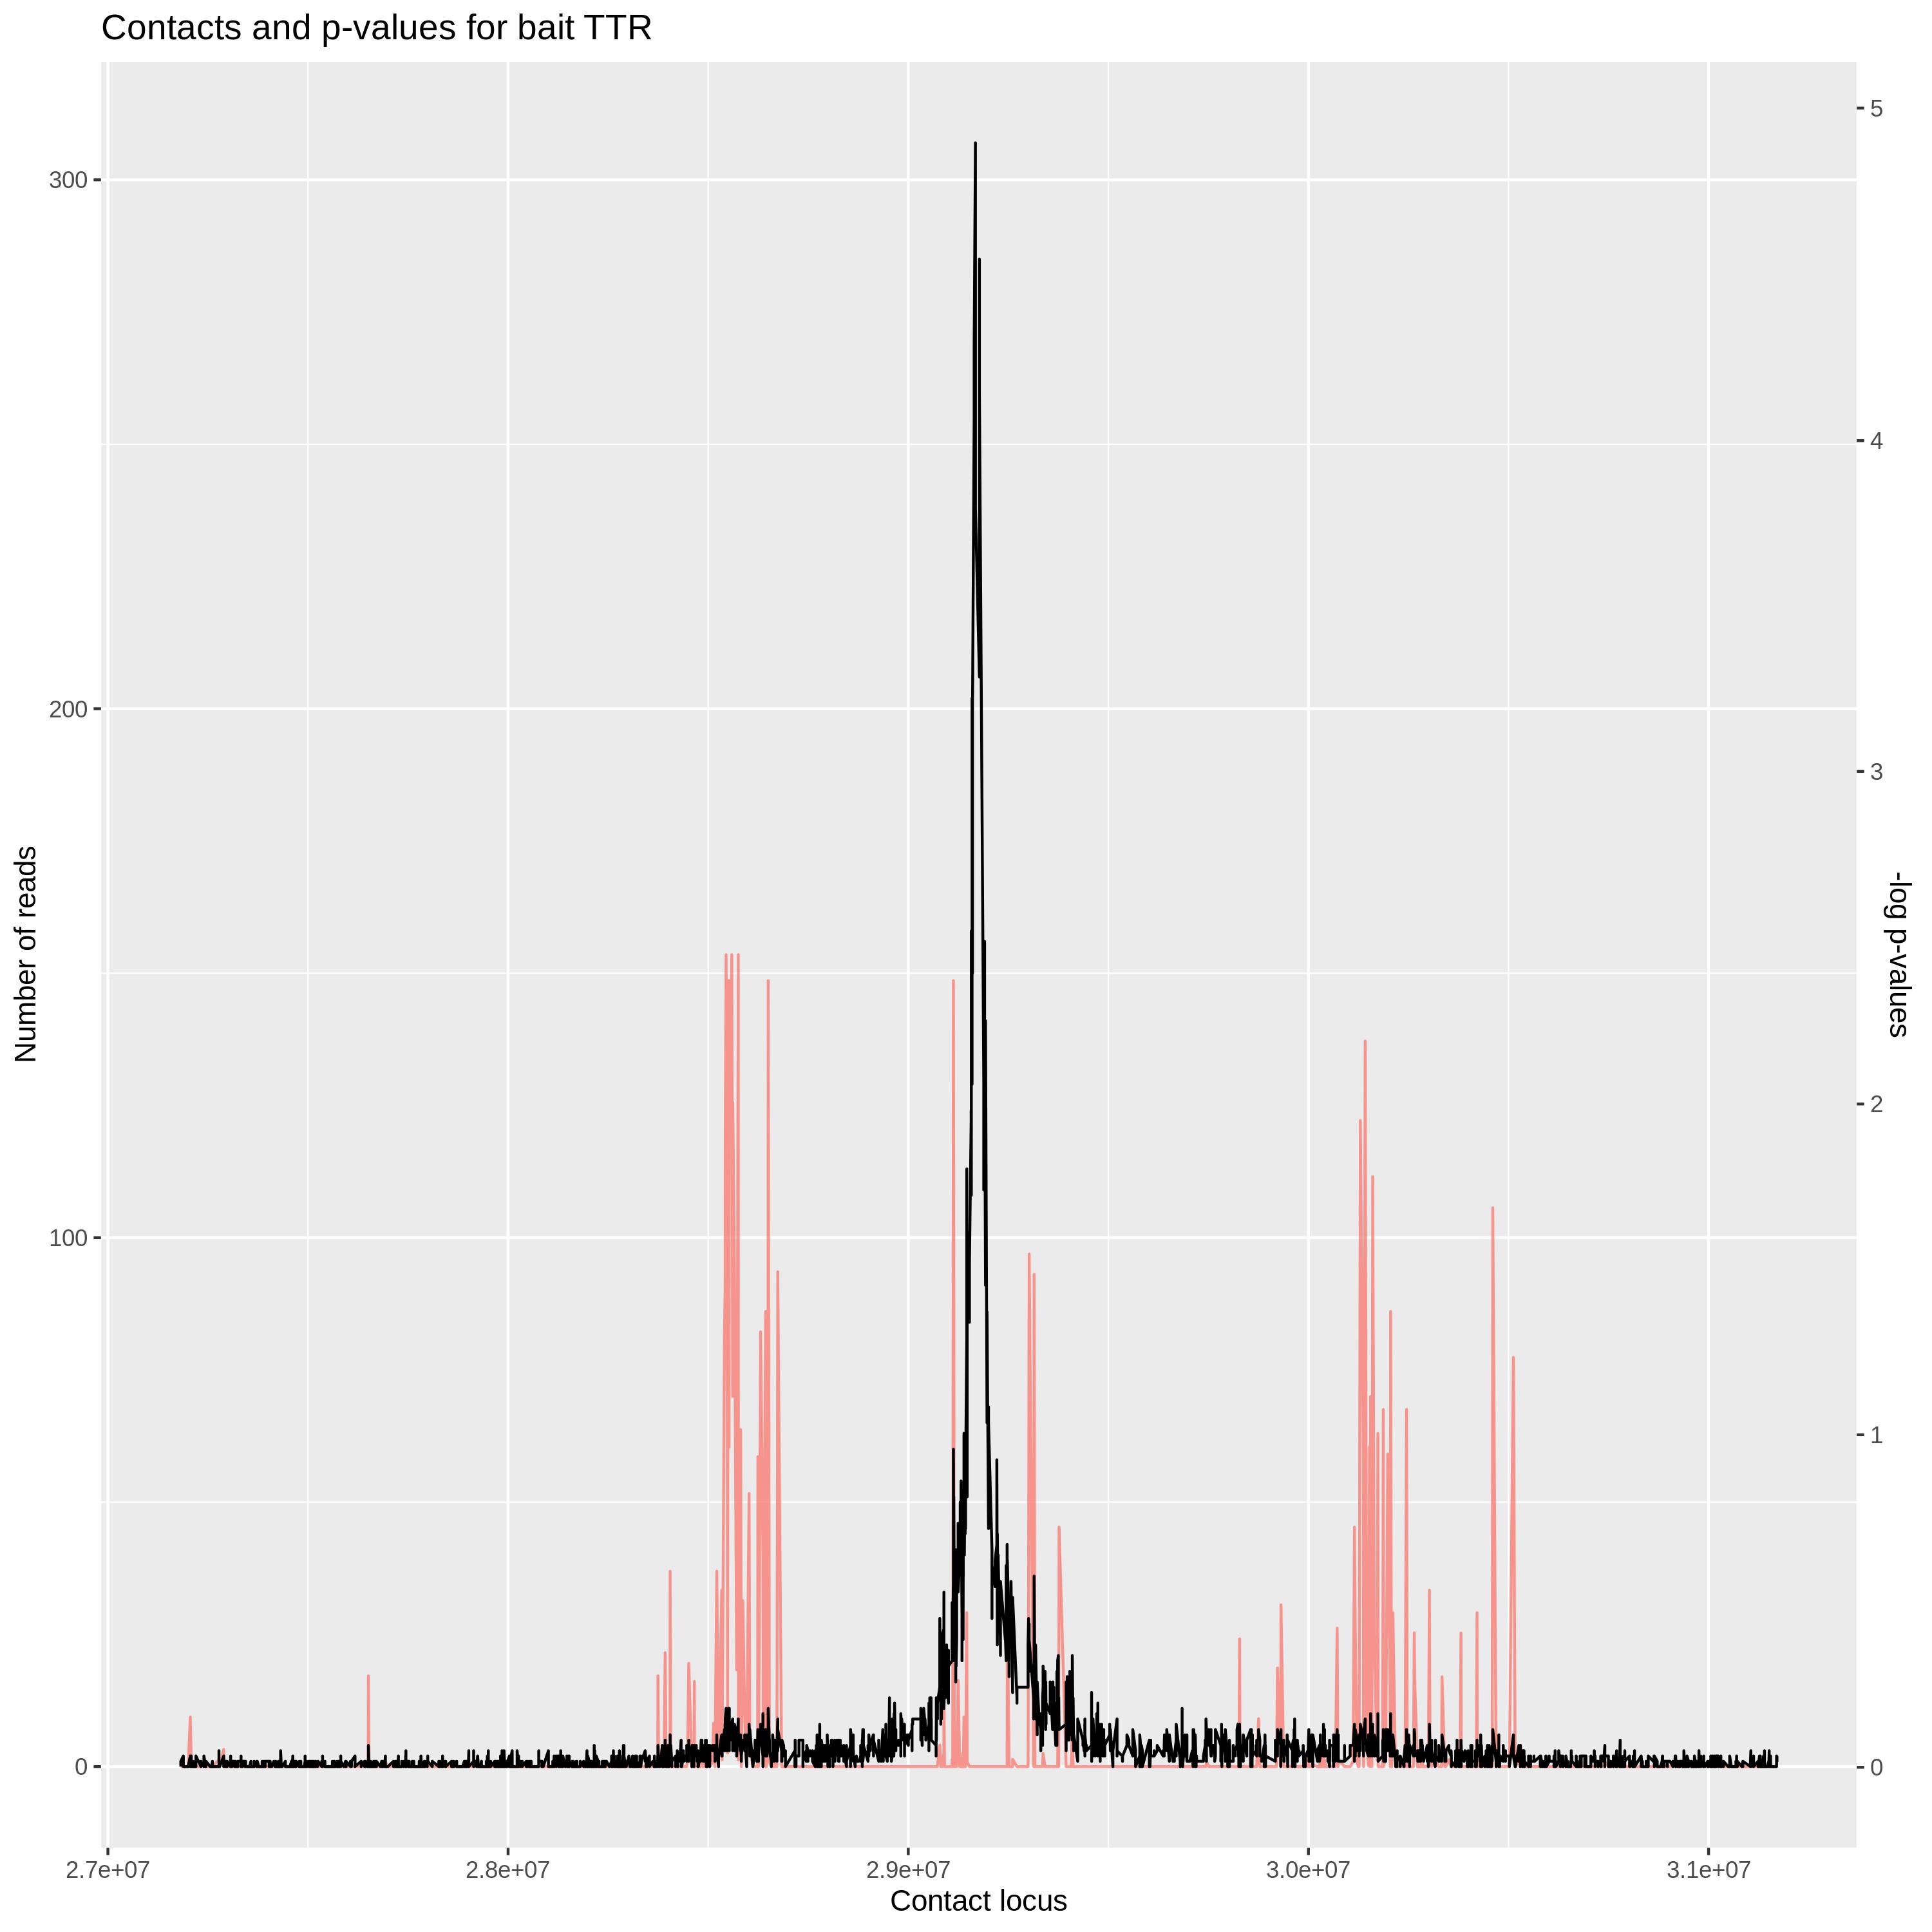 Contacts and p-values for bait TTR
300
200
100
0
Number of reads
5
4
3
2
1
0
-log p-values
2.7e+07
2.8e+07
2.9e+07
3.0e+07
3.1e+07
Contact locus